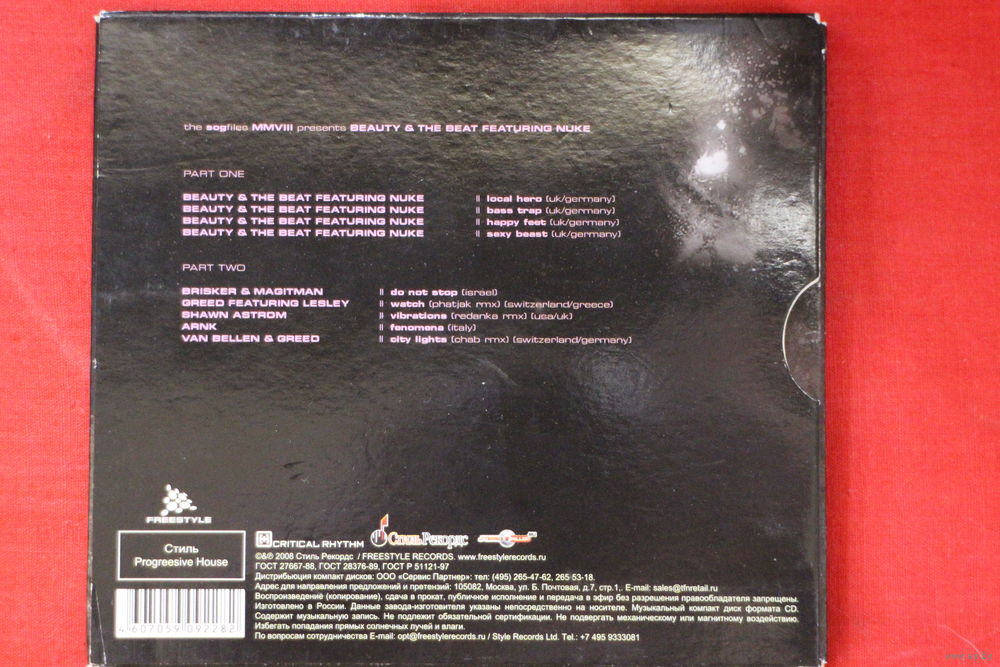 the sogfiles MMVIII presents BEAUTY & THE BEAT FEATURING NUKE
PART ONE
BEAUTY & THE BEAT FEATURING NUKE || local hero (uk/germany)
BEAUTY & THE BEAT FEATURING NUKE || bass trap (uk/germany)
BEAUTY & THE BEAT FEATURING NUKE || happy feet (uk/germany)
BEAUTY & THE BEAT FEATURING NUKE || sexy beast (uk/germany)
PART TWO
BRISKER & MAGITMAN || do not stop (israel)
GREED FEATURING LESLEY || watch (phatjak rmx) (switzerland/greece)
SHAWN ASTROM || vibrations (redanka rmx) (usa/uk)
ARNK || fenomena (italy)
VAN BELLEN & GREED || city lights (chab rmx) (switzerland/germany)
FREESTYLE
Стиль
Progreesive House
4607059092282
CRITICAL RHYTHM СтильРекордс
©&℗ 2008 Стиль Рекордс / FREESTYLE RECORDS. www.freestylerecords.ru
ГОСТ 27667-88, ГОСТ 28376-89, ГОСТ Р 51121-97
Дистрибьюция компакт дисков: ООО «Сервис Партнер»: тел: (495) 265-47-62, 265-53-18.
Адрес для направления предложений и претензий: 105082, Москва, ул. Б. Почтовая, д.7, стр.1., E-mail: sales@tfnretail.ru
Воспроизведение (копирование), сдача в прокат, публичное исполнение и передача в эфир без разрешения правообладателя запрещены.
Изготовлено в России. Данные завода-изготовителя указаны непосредственно на носителе. Музыкальный компакт диск формата CD.
Содержит музыкальную запись. Не подлежит обязательной сертификации. Не подвергать механическому или магнитному воздействию.
Избегать попадания прямых солнечных лучей и влаги.
По вопросам сотрудничества E-mail: opt@freestylerecords.ru / Style Records Ltd. Tel.: +7 495 9333081